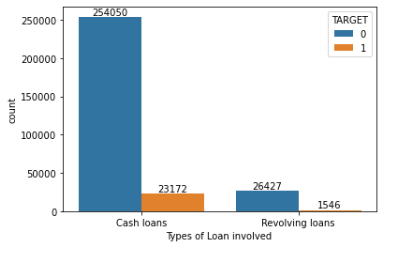 254050
TARGET
0
1
250000
200000
150000
100000
50000
0
count
23172
26427
1546
Cash loans
Revolving loans
Types of Loan involved